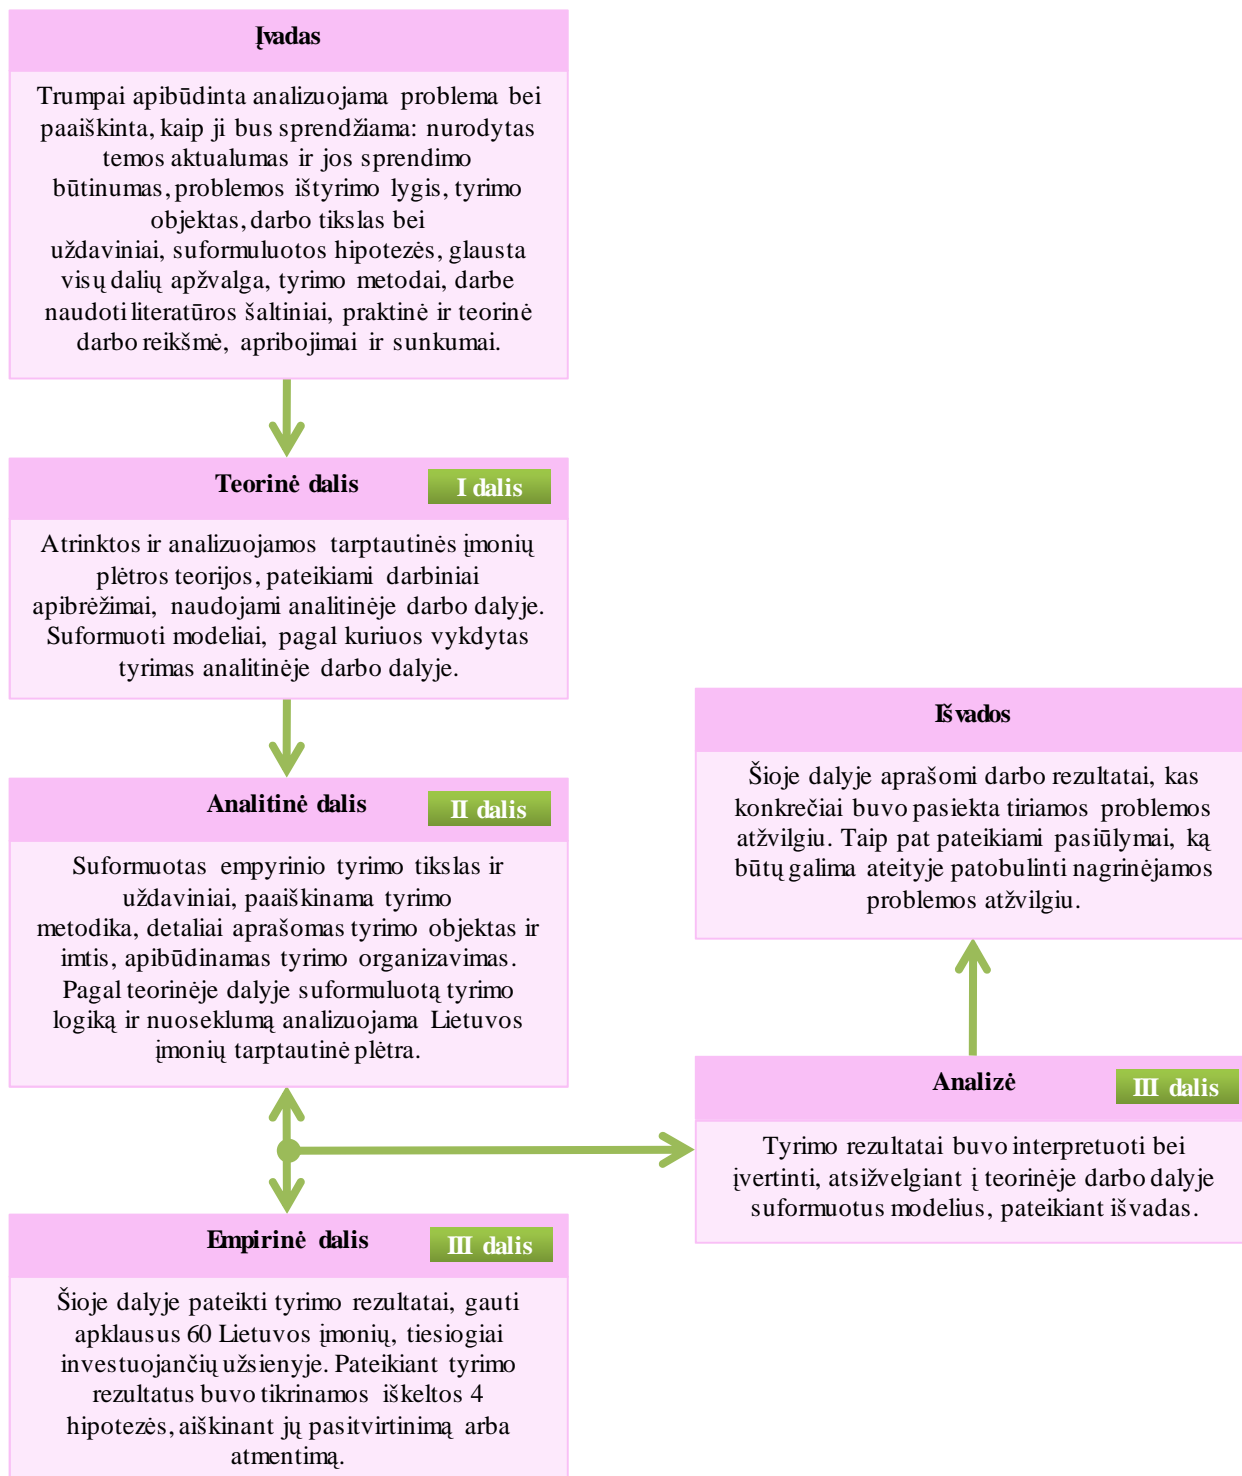 Įvadas
Trumpai apibūdinta analizuojama problema bei
paaiškinta, kaip ji bus sprendžiama: nurodytas
temos aktualumas ir jos sprendimo
būtinumas, problemos ištyrimo lygis, tyrimo
objektas, darbo tikslas bei
uždaviniai, suformuluotos hipotezės, glausta
visų dalių apžvalga, tyrimo metodai, darbe
naudoti literatūros šaltiniai, praktinė ir teorinė
darbo reikšmė, apribojimai ir sunkumai.
Teorinė dalis
I dalis
Atrinktos ir analizuojamos tarptautinės įmonių
plėtros teorijos, pateikiami darbiniai
apibrėžimai, naudojami analitinėje darbo dalyje.
Suformuoti modeliai, pagal kuriuos vykdytas
tyrimas analitinėje darbo dalyje.
Analitinė dalis
II dalis
Suformuotas empyrinio tyrimo tikslas ir
uždaviniai, paaiškinama tyrimo
metodika, detaliai aprašomas tyrimo objektas ir
imtis, apibūdinamas tyrimo organizavimas.
Pagal teorinėje dalyje suformuluotą tyrimo
logiką ir nuoseklumą analizuojama Lietuvos
įmonių tarptautinė plėtra.
Empirinė dalis
III dalis
Šioje dalyje pateikti tyrimo rezultatai, gauti
apklausus 60 Lietuvos įmonių, tiesiogiai
investuojančių užsienyje. Pateikiant tyrimo
rezultatus buvo tikrinamos iškeltos 4
hipotezės, aiškinant jų pasitvirtinimą arba
atmentimą.
Analizė
III dalis
Tyrimo rezultatai buvo interpretuoti bei
įvertinti, atsižvelgiant į teorinėje darbo dalyje
suformuotus modelius, pateikiant išvadas.
Išvados
Šioje dalyje aprašomi darbo rezultatai, kas
konkrečiai buvo pasiekta tiriamos problemos
atžvilgiu. Taip pat pateikiami pasiūlymai, ką
būtų galima ateityje patobulinti nagrinėjamos
problemos atžvilgiu.